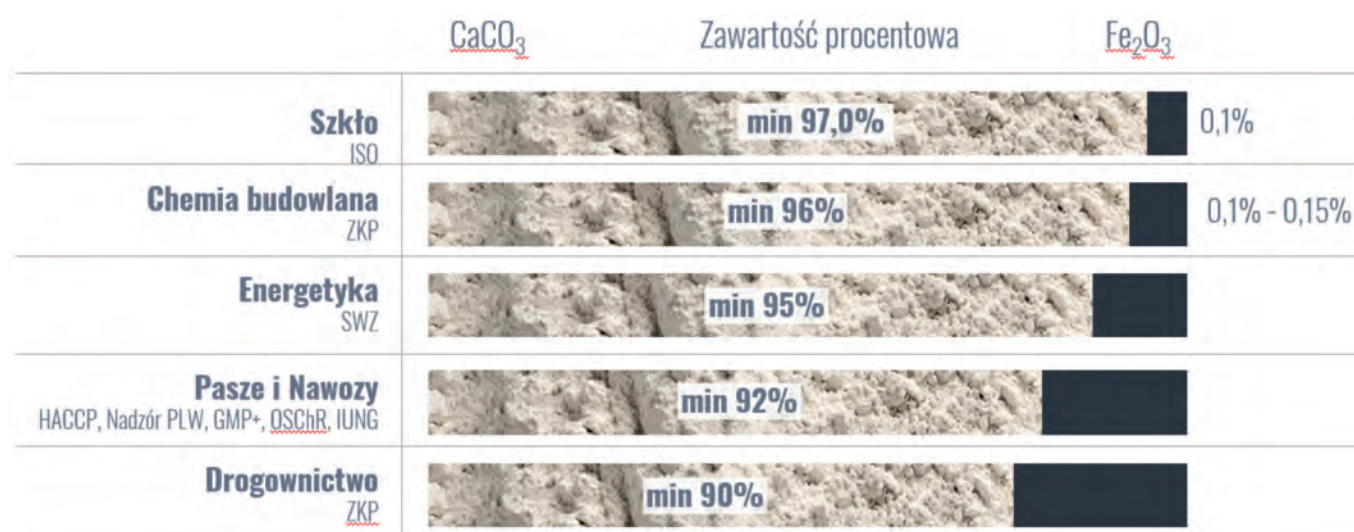 CaCO3 Zawartość procentowa Fe2O3
Szkło
ISO
min 97,0%
0,1%
Chemia budowlana
ZKP
min 96%
0,1% - 0,15%
Energetyka
SWZ
min 95%
Pasze i Nawozy
HACCP, Nadzór PLW, GMP+, OSChR, IUNG
min 92%
Drogownictwo
ZKP
min 90%